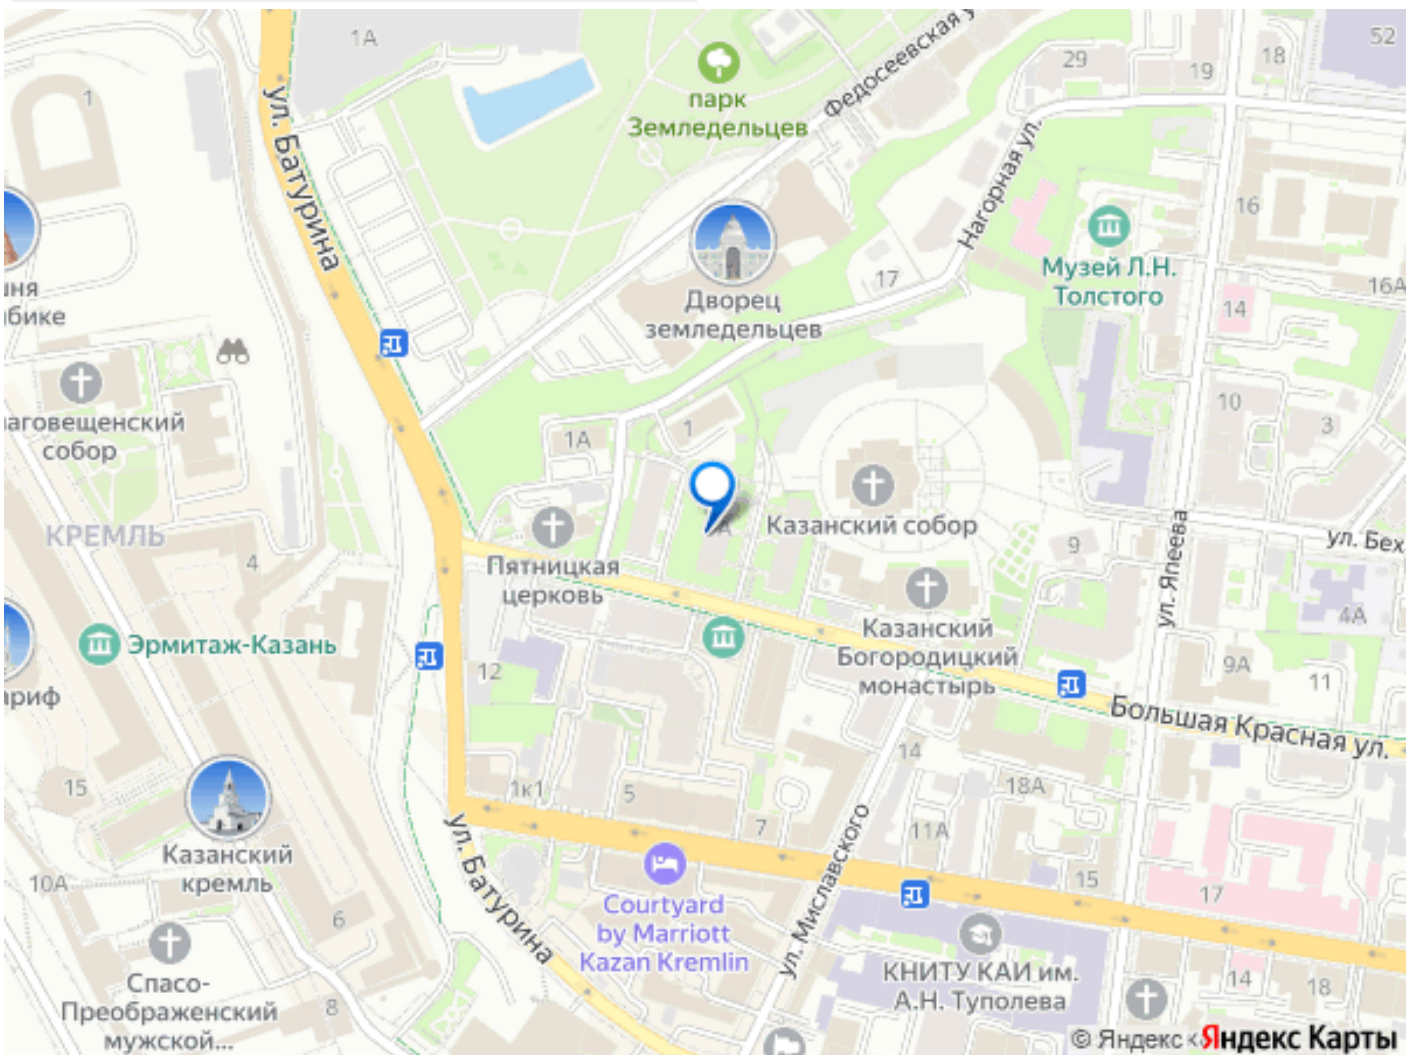 1А
52
29
18
19
1
ул. Батурина
Федосеевская у
парк
Земледельцев
Нагорная ул.
16
Музей Л.Н.
Толстого
17
16А
14
Дворец
земледельцев
ня
бике
аговещенский
собор
10
3
1А
1
Казанский собор
КРЕМЛЬ
4
Пятницкая
церковь
9
ул. Япеева
ул. Бех
4А
Эрмитаж-Казань
Казанский
Богородицкий
монастырь
12
9А
11
риф
Большая Красная ул.
14
15
1к1
5
18А
7
11А
ул. Миславского
Казанский
кремль
ул. Батурина
10А
6
15
17
Courtyard
by Marriott
Kazan Kremlin
КНИТУ КАИ им.
А.Н. Туполева
14
18
Спасо-
Преображенский
мужской...
8
© Яндекс
Яндекс Карты